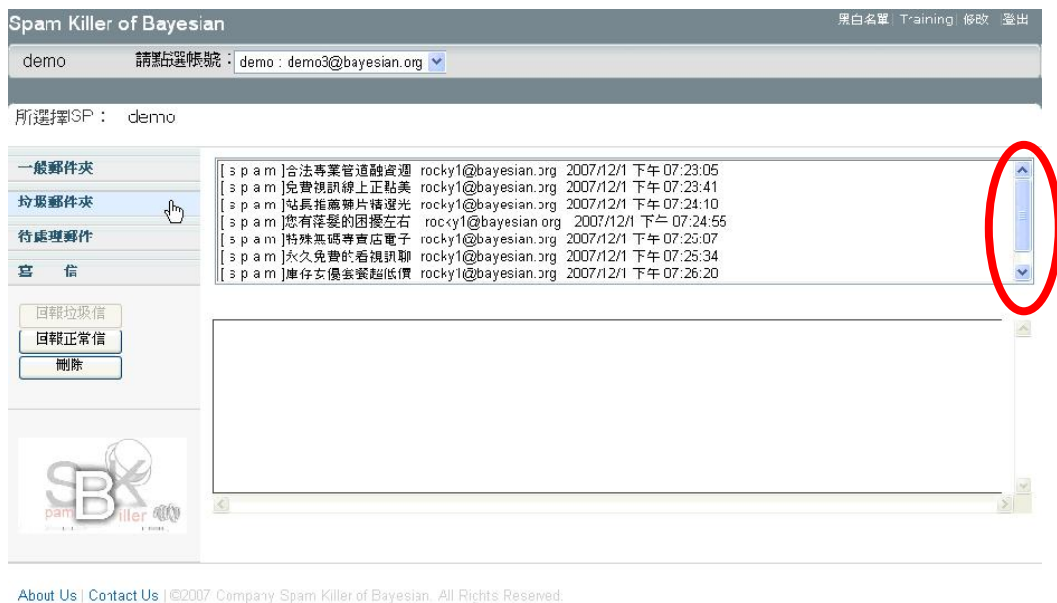 Spam Killer of Bayesian
黑白名單| Training| 修改 |登出
demo 請點選帳號：demo : demo3@bayesian.org
所選擇ISP： demo
一般郵件夾
垃圾郵件夾
待處理郵件
寫 信
回報垃圾信
回報正常信
刪除
[ s p a m ]合法專業管道融資週 rocky1@bayesian.org 2007/12/1 下午 07:23:05
[ s p a m ]免費視訊線上正點美 rocky1@bayesian.org 2007/12/1 下午 07:23:41
[ s p a m ]站長推薦辣片精選光 rocky1@bayesian.org 2007/12/1 下午 07:24:10
[ s p a m ]您有落髮的困擾左右 rocky1@bayesian.org 2007/12/1 下午 07:24:55
[ s p a m ]特殊無碼專賣店電子 rocky1@bayesian.org 2007/12/1 下午 07:25:07
[ s p a m ]永久免費的看視訊聊 rocky1@bayesian.org 2007/12/1 下午 07:25:34
[ s p a m ]庫存女優套餐超低價 rocky1@bayesian.org 2007/12/1 下午 07:26:20
SBK
pam iller
About Us | Contact Us | ©2007 Company Spam Killer of Bayesian. All Rights Reserved.